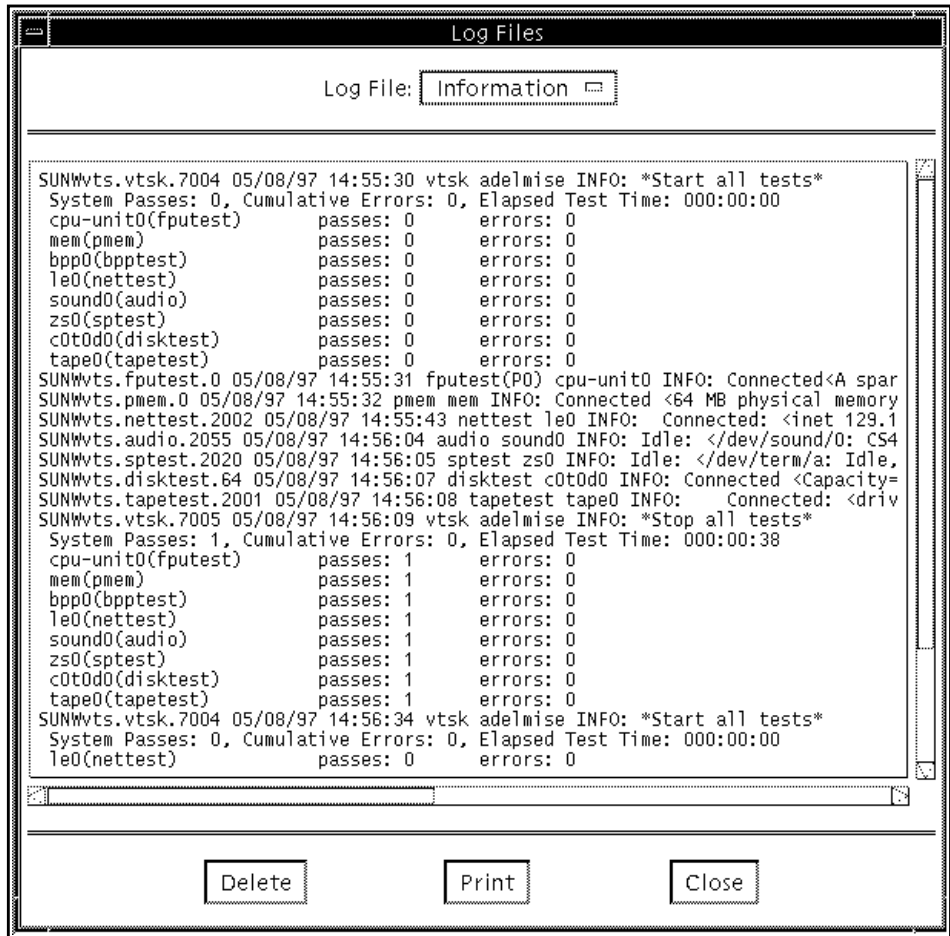 Log Files
Log File: Information
SUNWvts.vtsk.7004 05/08/97 14:55:30 vtsk adelmise INFO: *Start all tests*
System Passes: 0, Cumulative Errors: 0, Elapsed Test Time: 000:00:00
cpu-unit0(fputest) passes: 0 errors: 0
mem(pmem) passes: 0 errors: 0
bpp0(bpptest) passes: 0 errors: 0
le0(nettest) passes: 0 errors: 0
sound0(audio) passes: 0 errors: 0
zs0(sptest) passes: 0 errors: 0
c0t0d0(disktest) passes: 0 errors: 0
tape0(tapetest) passes: 0 errors: 0
SUNWvts.fputest.0 05/08/97 14:55:31 fputest(P0) cpu-unit0 INFO: Connected<A spar
SUNWvts.pmem.0 05/08/97 14:55:32 pmem mem INFO: Connected <64 MB physical memory
SUNWvts.nettest.2002 05/08/97 14:55:43 nettest le0 INFO: Connected: <inet 129.1
SUNWvts.audio.2055 05/08/97 14:56:04 audio sound0 INFO: Idle: </dev/sound/0: CS4
SUNWvts.sptest.2020 05/08/97 14:56:05 sptest zs0 INFO: Idle: </dev/term/a: Idle,
SUNWvts.disktest.64 05/08/97 14:56:07 disktest c0t0d0 INFO: Connected <Capacity=
SUNWvts.tapetest.2001 05/08/97 14:56:08 tapetest tape0 INFO: Connected: <driv
SUNWvts.vtsk.7005 05/08/97 14:56:09 vtsk adelmise INFO: *Stop all tests*
System Passes: 1, Cumulative Errors: 0, Elapsed Test Time: 000:00:38
cpu-unit0(fputest) passes: 1 errors: 0
mem(pmem) passes: 1 errors: 0
bpp0(bpptest) passes: 1 errors: 0
le0(nettest) passes: 1 errors: 0
sound0(audio) passes: 1 errors: 0
zs0(sptest) passes: 1 errors: 0
c0t0d0(disktest) passes: 1 errors: 0
tape0(tapetest) passes: 1 errors: 0
SUNWvts.vtsk.7004 05/08/97 14:56:34 vtsk adelmise INFO: *Start all tests*
System Passes: 0, Cumulative Errors: 0, Elapsed Test Time: 000:00:00
le0(nettest) passes: 0 errors: 0
Delete Print Close